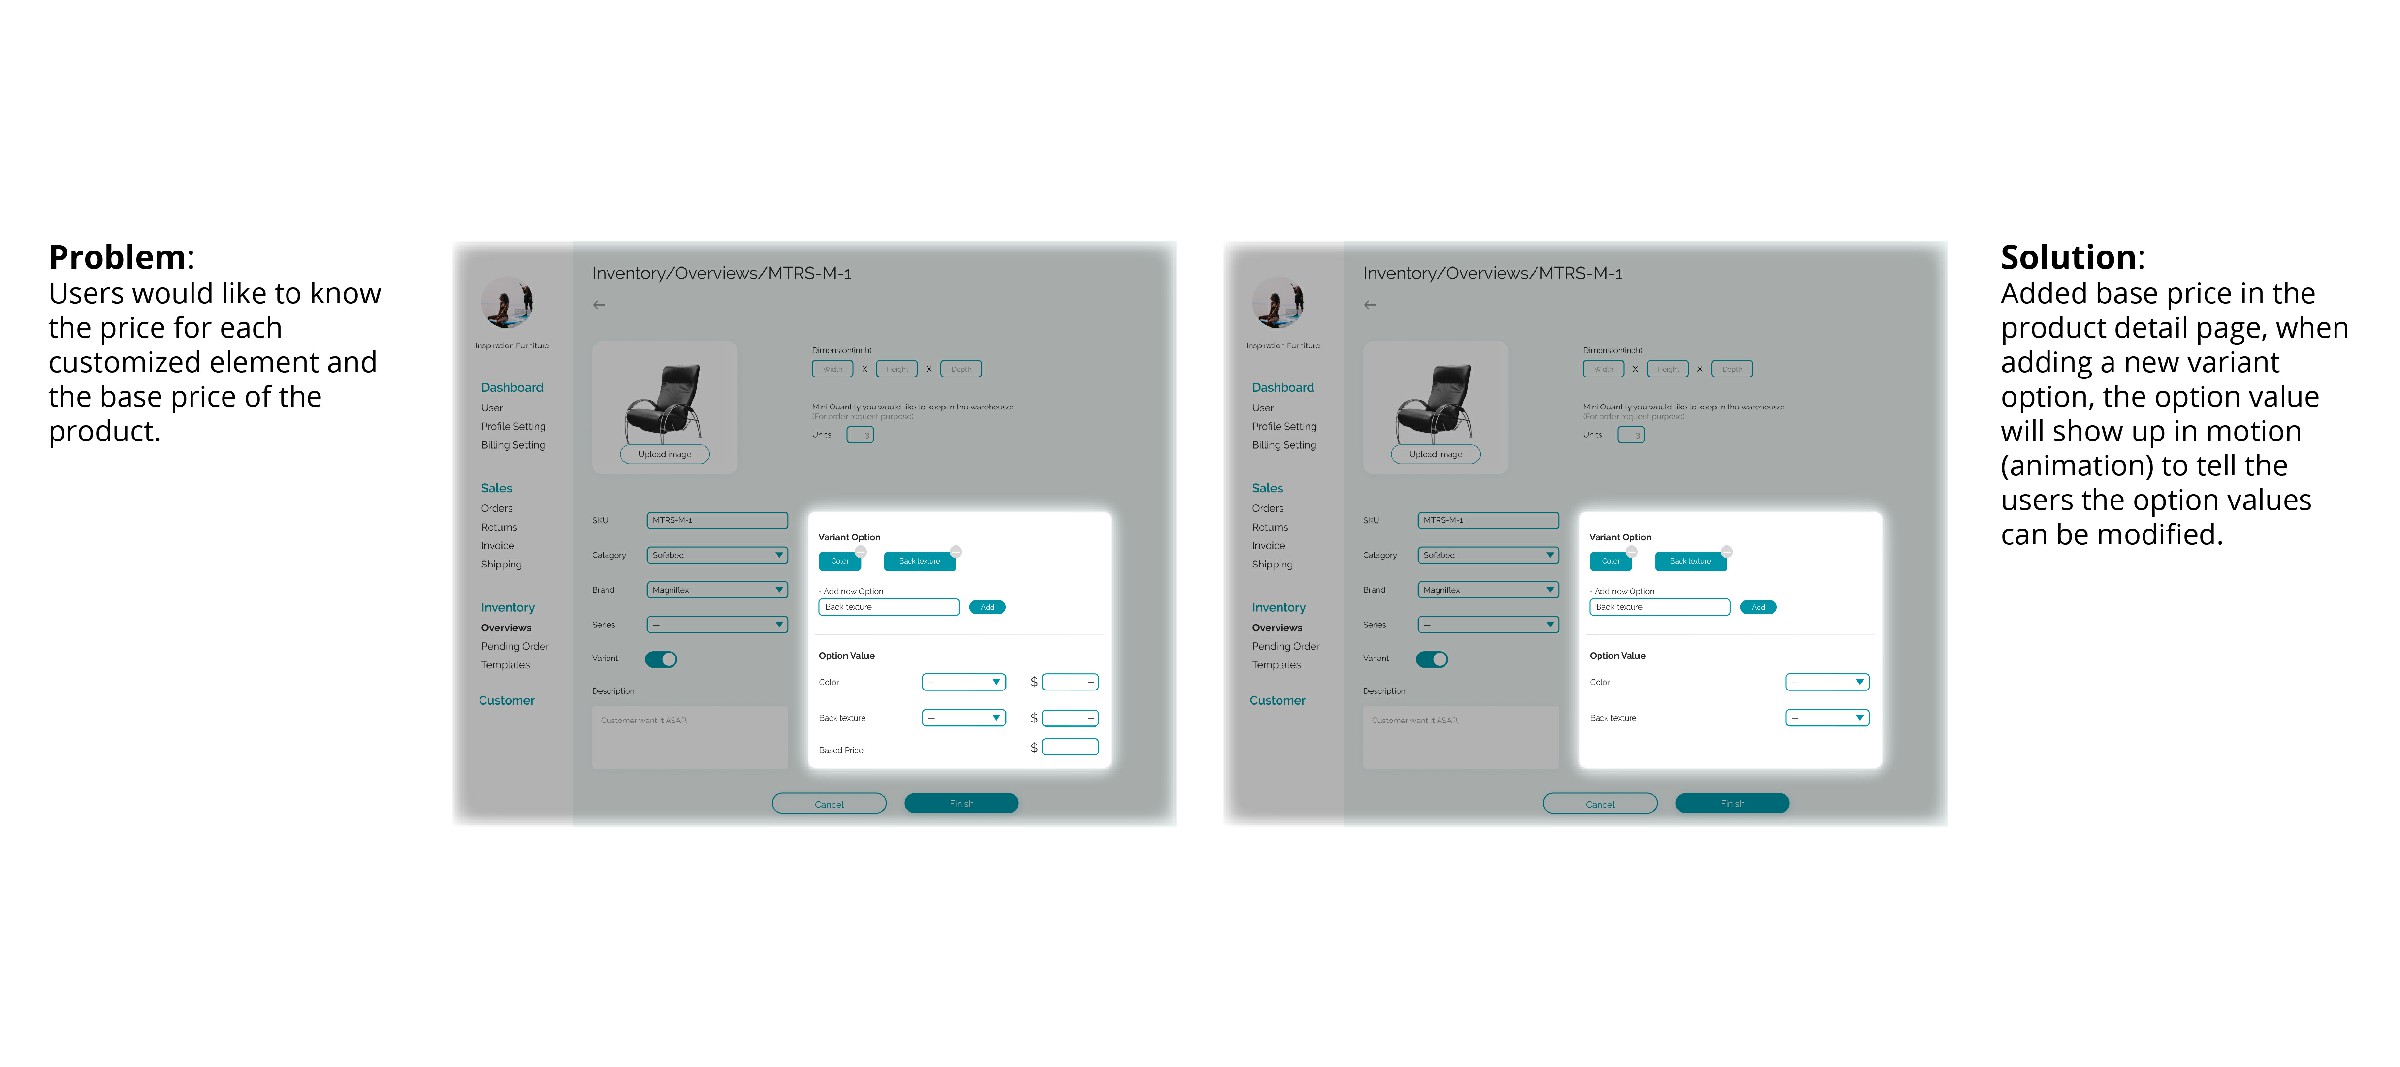 Problem:
Users would like to know
the price for each
customized element and
the base price of the
product.
Inventory/Overviews/MTRS-M-1
Inspiration Furniture
Dashboard
User
Profile Setting
Billing Setting
Sales
Orders
Returns
Invoice
Shipping
Inventory
Overviews
Pending Order
Templates
Customer
Upload image
Dimension(inch)
Width X Height X Depth
Mini Quantity you would like to keep in the warehouse
(For order request purpose)
Units 3
SKU MTRS-M-1
Catagory Sofabed
Brand Magniflex
Series —
Variant
Description
Customer want it ASAP.
Variant Option
Color Back texture
+ Add new Option
Back texture Add
Option Value
Color — $ —
Back texture — $ —
Based Price $
Cancel Finish
Inventory/Overviews/MTRS-M-1
Inspiration Furniture
Dashboard
User
Profile Setting
Billing Setting
Sales
Orders
Returns
Invoice
Shipping
Inventory
Overviews
Pending Order
Templates
Customer
Upload image
Dimension(inch)
Width X Height X Depth
Mini Quantity you would like to keep in the warehouse
(For order request purpose)
Units 3
SKU MTRS-M-1
Catagory Sofabed
Brand Magniflex
Series —
Variant
Description
Customer want it ASAP.
Variant Option
Color Back texture
+ Add new Option
Back texture Add
Option Value
Color —
Back texture —
Cancel Finish
Solution:
Added base price in the
product detail page, when
adding a new variant
option, the option value
will show up in motion
(animation) to tell the
users the option values
can be modified.